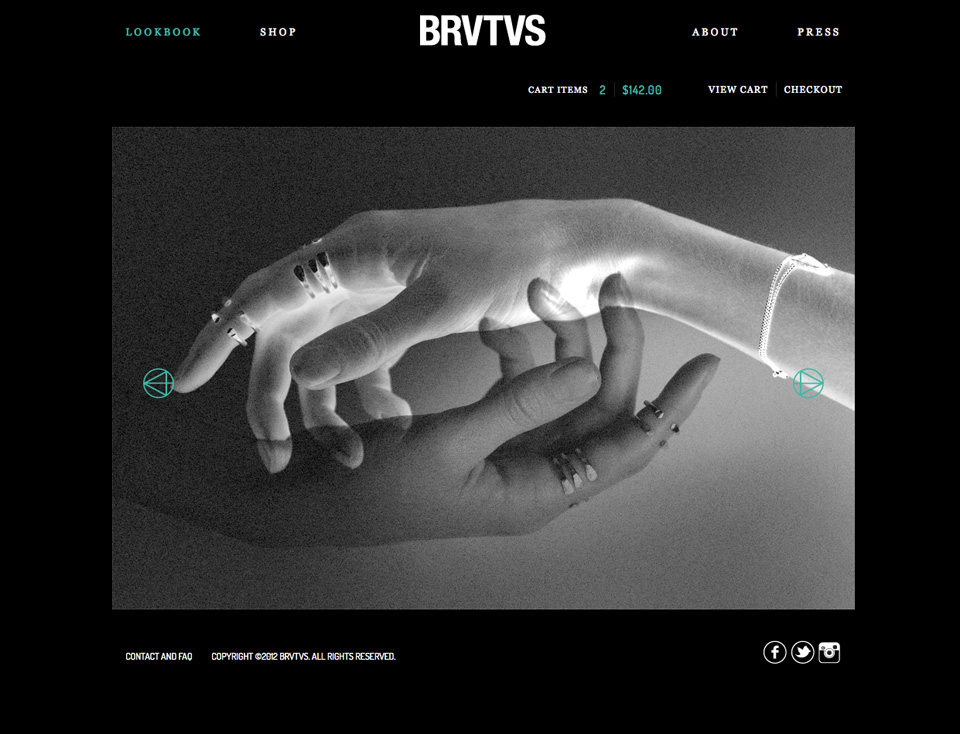 LOOKBOOK SHOP BRVTVS ABOUT PRESS
CART ITEMS 2 $142.00 VIEW CART CHECKOUT
CONTACT AND FAQ COPYRIGHT ©2012 BRVTVS. ALL RIGHTS RESERVED.